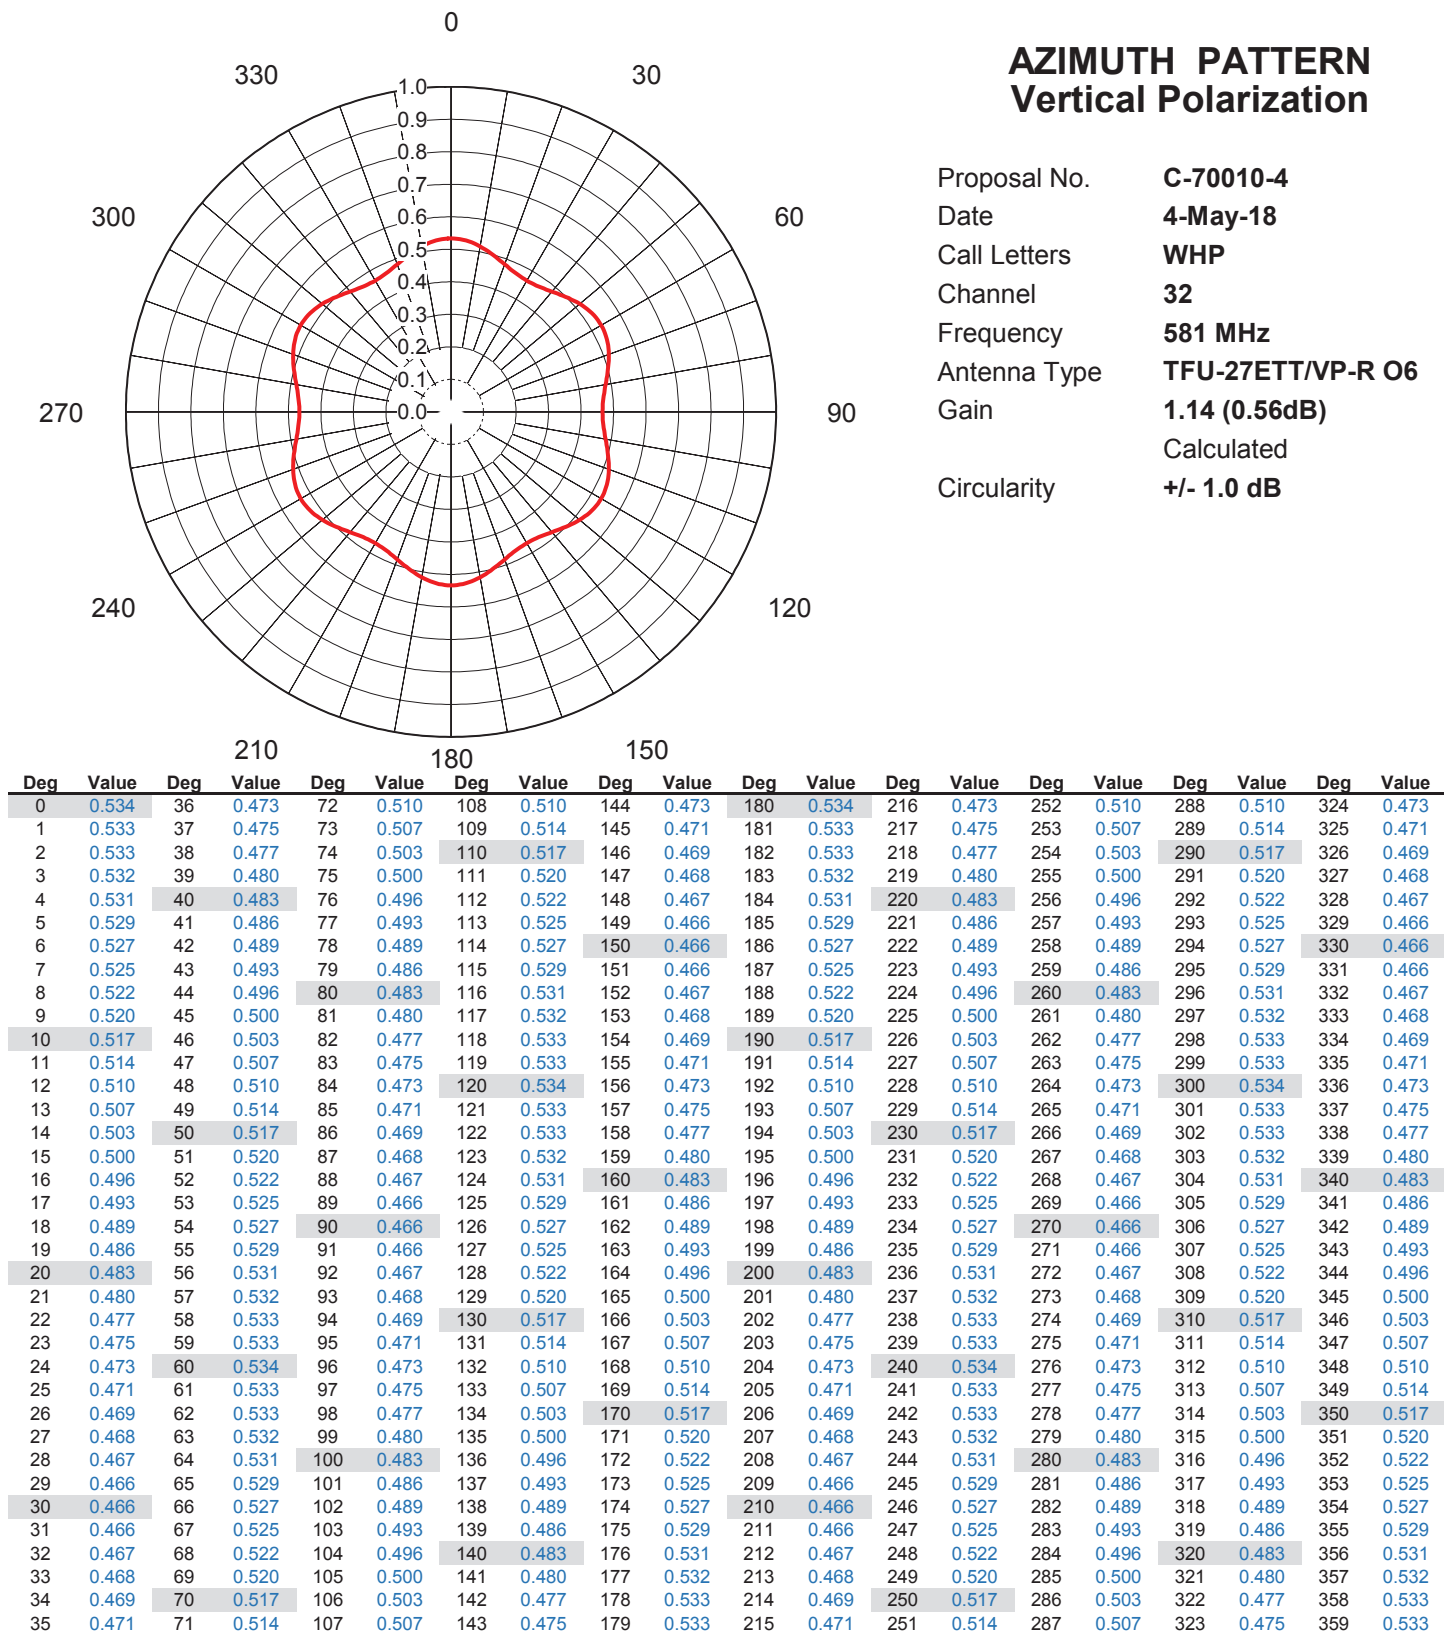 0
330
30
AZIMUTH PATTERN
Vertical Polarization
1.0
0.9
0.8
0.7
0.6
0.5
0.4
0.3
0.2
0.1
0.0
300
60
270
90
240
120
210
180
150
Proposal No. C-70010-4
Date 4-May-18
Call Letters WHP
Channel 32
Frequency 581 MHz
Antenna Type TFU-27ETT/VP-R O6
Gain 1.14 (0.56dB)
Calculated
Circularity +/- 1.0 dB
Deg Value Deg Value Deg Value Deg Value Deg Value Deg Value Deg Value Deg Value Deg Value Deg Value
0 0.534 36 0.473 72 0.510 108 0.510 144 0.473 180 0.534 216 0.473 252 0.510 288 0.510 324 0.473
1 0.533 37 0.475 73 0.507 109 0.514 145 0.471 181 0.533 217 0.475 253 0.507 289 0.514 325 0.471
2 0.533 38 0.477 74 0.503 110 0.517 146 0.469 182 0.533 218 0.477 254 0.503 290 0.517 326 0.469
3 0.532 39 0.480 75 0.500 111 0.520 147 0.468 183 0.532 219 0.480 255 0.500 291 0.520 327 0.468
4 0.531 40 0.483 76 0.496 112 0.522 148 0.467 184 0.531 220 0.483 256 0.496 292 0.522 328 0.467
5 0.529 41 0.486 77 0.493 113 0.525 149 0.466 185 0.529 221 0.486 257 0.493 293 0.525 329 0.466
6 0.527 42 0.489 78 0.489 114 0.527 150 0.466 186 0.527 222 0.489 258 0.489 294 0.527 330 0.466
7 0.525 43 0.493 79 0.486 115 0.529 151 0.466 187 0.525 223 0.493 259 0.486 295 0.529 331 0.466
8 0.522 44 0.496 80 0.483 116 0.531 152 0.467 188 0.522 224 0.496 260 0.483 296 0.531 332 0.467
9 0.520 45 0.500 81 0.480 117 0.532 153 0.468 189 0.520 225 0.500 261 0.480 297 0.532 333 0.468
10 0.517 46 0.503 82 0.477 118 0.533 154 0.469 190 0.517 226 0.503 262 0.477 298 0.533 334 0.469
11 0.514 47 0.507 83 0.475 119 0.533 155 0.471 191 0.514 227 0.507 263 0.475 299 0.533 335 0.471
12 0.510 48 0.510 84 0.473 120 0.534 156 0.473 192 0.510 228 0.510 264 0.473 300 0.534 336 0.473
13 0.507 49 0.514 85 0.471 121 0.533 157 0.475 193 0.507 229 0.514 265 0.471 301 0.533 337 0.475
14 0.503 50 0.517 86 0.469 122 0.533 158 0.477 194 0.503 230 0.517 266 0.469 302 0.533 338 0.477
15 0.500 51 0.520 87 0.468 123 0.532 159 0.480 195 0.500 231 0.520 267 0.468 303 0.532 339 0.480
16 0.496 52 0.522 88 0.467 124 0.531 160 0.483 196 0.496 232 0.522 268 0.467 304 0.531 340 0.483
17 0.493 53 0.525 89 0.466 125 0.529 161 0.486 197 0.493 233 0.525 269 0.466 305 0.529 341 0.486
18 0.489 54 0.527 90 0.466 126 0.527 162 0.489 198 0.489 234 0.527 270 0.466 306 0.527 342 0.489
19 0.486 55 0.529 91 0.466 127 0.525 163 0.493 199 0.486 235 0.529 271 0.466 307 0.525 343 0.493
20 0.483 56 0.531 92 0.467 128 0.522 164 0.496 200 0.483 236 0.531 272 0.467 308 0.522 344 0.496
21 0.480 57 0.532 93 0.468 129 0.520 165 0.500 201 0.480 237 0.532 273 0.468 309 0.520 345 0.500
22 0.477 58 0.533 94 0.469 130 0.517 166 0.503 202 0.477 238 0.533 274 0.469 310 0.517 346 0.503
23 0.475 59 0.533 95 0.471 131 0.514 167 0.507 203 0.475 239 0.533 275 0.471 311 0.514 347 0.507
24 0.473 60 0.534 96 0.473 132 0.510 168 0.510 204 0.473 240 0.534 276 0.473 312 0.510 348 0.510
25 0.471 61 0.533 97 0.475 133 0.507 169 0.514 205 0.471 241 0.533 277 0.475 313 0.507 349 0.514
26 0.469 62 0.533 98 0.477 134 0.503 170 0.517 206 0.469 242 0.533 278 0.477 314 0.503 350 0.517
27 0.468 63 0.532 99 0.480 135 0.500 171 0.520 207 0.468 243 0.532 279 0.480 315 0.500 351 0.520
28 0.467 64 0.531 100 0.483 136 0.496 172 0.522 208 0.467 244 0.531 280 0.483 316 0.496 352 0.522
29 0.466 65 0.529 101 0.486 137 0.493 173 0.525 209 0.466 245 0.529 281 0.486 317 0.493 353 0.525
30 0.466 66 0.527 102 0.489 138 0.489 174 0.527 210 0.466 246 0.527 282 0.489 318 0.489 354 0.527
31 0.466 67 0.525 103 0.493 139 0.486 175 0.529 211 0.466 247 0.525 283 0.493 319 0.486 355 0.529
32 0.467 68 0.522 104 0.496 140 0.483 176 0.531 212 0.467 248 0.522 284 0.496 320 0.483 356 0.531
33 0.468 69 0.520 105 0.500 141 0.480 177 0.532 213 0.468 249 0.520 285 0.500 321 0.480 357 0.532
34 0.469 70 0.517 106 0.503 142 0.477 178 0.533 214 0.469 250 0.517 286 0.503 322 0.477 358 0.533
35 0.471 71 0.514 107 0.507 143 0.475 179 0.533 215 0.471 251 0.514 287 0.507 323 0.475 359 0.533